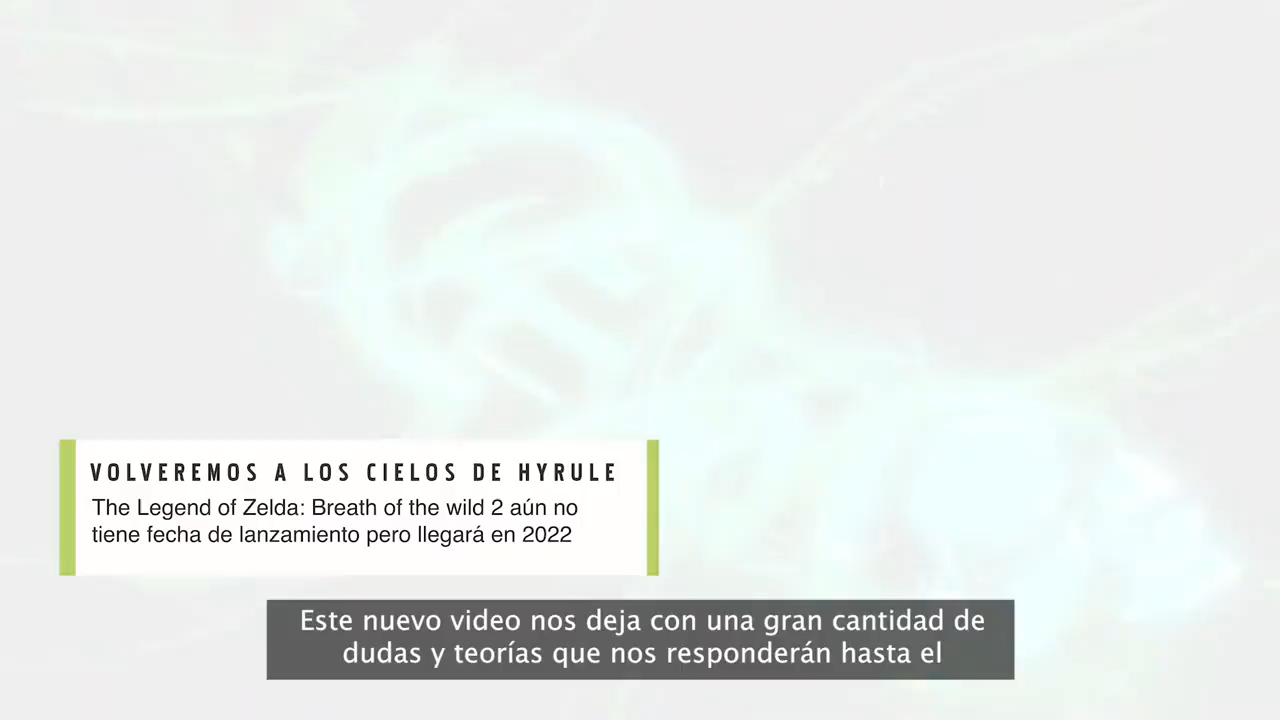 VOLVEREMOS A LOS CIELOS DE HYRULE
The Legend of Zelda: Breath of the wild 2 aún no
tiene fecha de lanzamiento pero llegará en 2022
Este nuevo video nos deja con una gran cantidad de
dudas y teorías que nos responderán hasta el